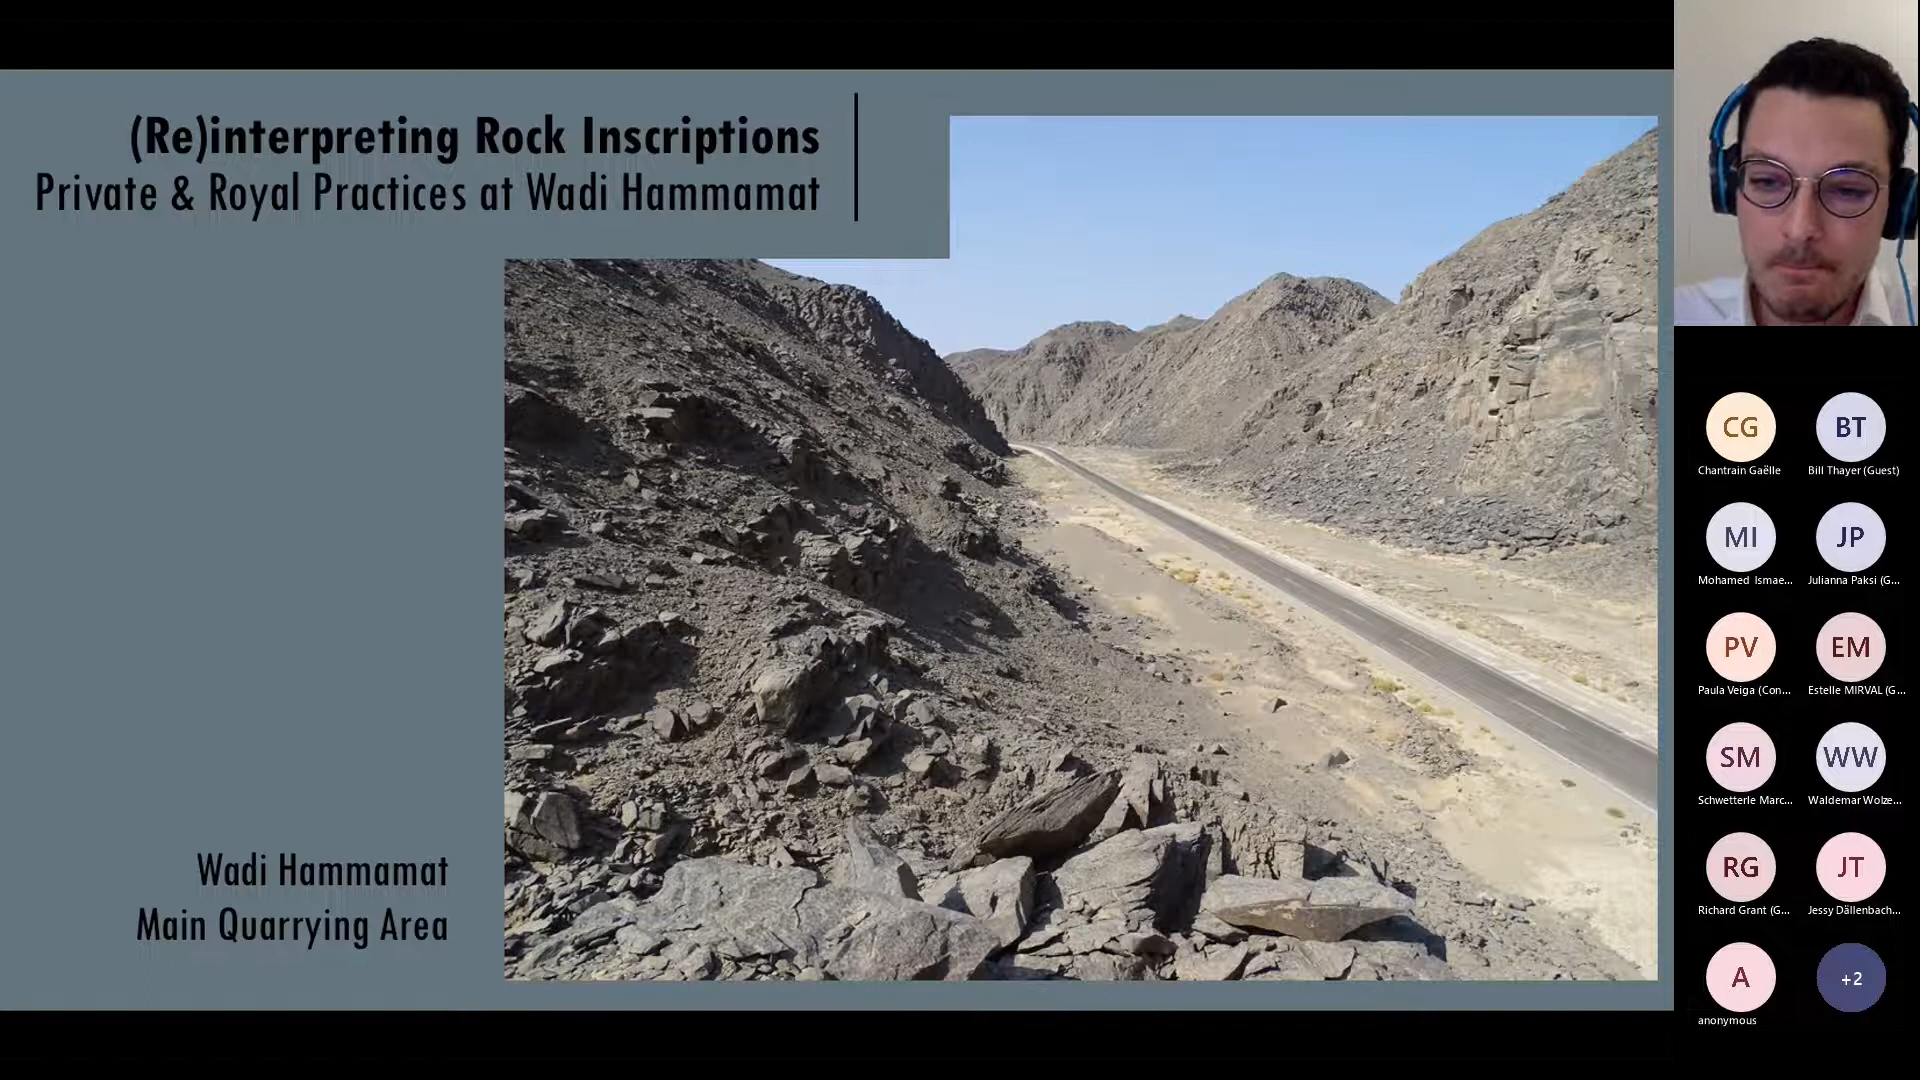 (Re)interpreting Rock Inscriptions
Private & Royal Practices at Wadi Hammamat
Wadi Hammamat
Main Quarrying Area
CG
Chantrain Gaëlle
BT
Bill Thayer (Guest)
MI
Mohamed Ismae...
JP
Julianna Paksi (G...
PV
Paula Veiga (Con...
EM
Estelle MIRVAL (G...
SM
Schwetterle Marc...
WW
Waldemar Wolze...
RG
Richard Grant (G...
JT
Jessy Dällenbach...
A
anonymous
+2